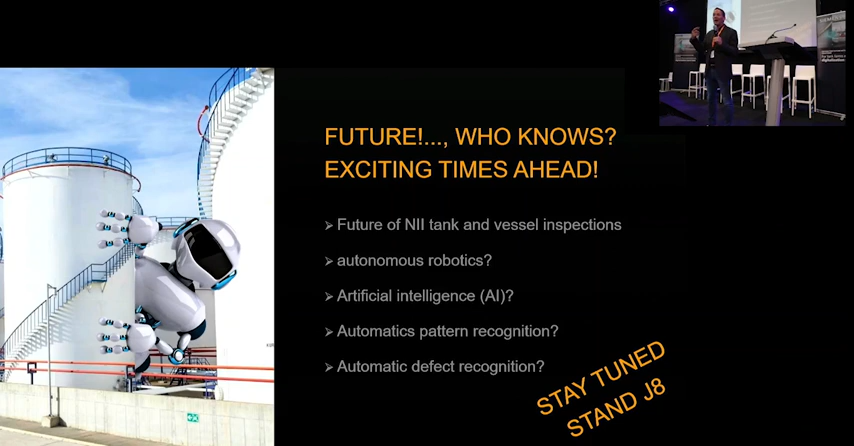 FUTURE!..., WHO KNOWS?
EXCITING TIMES AHEAD!
Future of NII tank and vessel inspections
autonomous robotics?
Artificial intelligence (AI)?
Automatics pattern recognition?
Automatic defect recognition?
STAY TUNED
STAND J8